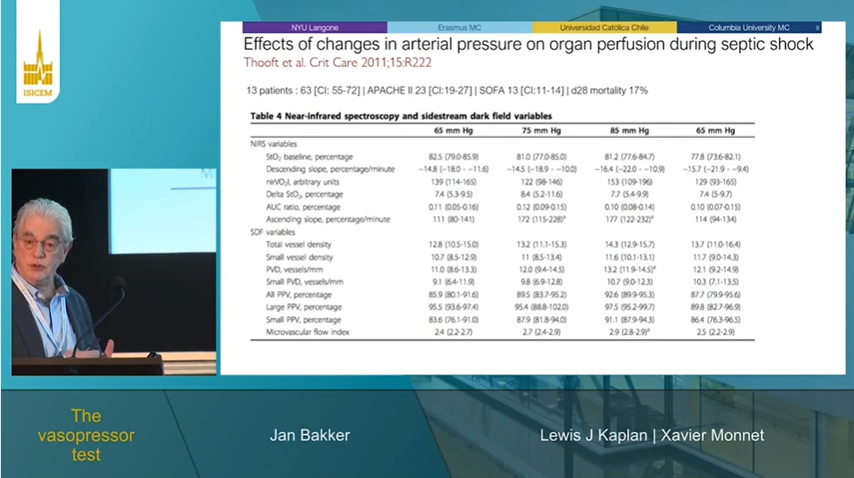 ISICEM
NYU Langone Erasmus MC Universidad Católica Chile Columbia University MC
Effects of changes in arterial pressure on organ perfusion during septic shock
Thooft et al. Crit Care 2011;15:R222
13 patients : 63 [CI: 55-72] | APACHE II 23 [CI:19-27] | SOFA 13 [CI:11-14] | d28 mortality 17%
Table 4 Near-infrared spectroscopy and sidestream dark field variables
65 mm Hg 75 mm Hg 85 mm Hg 65 mm Hg
NIRS variables
StO₂ baseline, percentage 82.5 (79.0-85.9) 81.0 (77.0-85.0) 81.2 (77.6-84.7) 77.8 (73.6-82.1)
Descending slope, percentage/minute −14.8 (−18.0 - −11.6) −14.5 (−18.9 - −10.0) −16.4 (−22.0 - −10.9) −15.7 (−21.9 - −9.4)
nirVO₂I, arbitrary units 139 (114-165) 122 (98-146) 153 (109-196) 129 (93-165)
Delta StO₂, percentage 7.4 (5.3-9.5) 8.4 (5.2-11.6) 7.7 (5.4-9.9) 7.4 (5-9.7)
AUC ratio, percentage 0.11 (0.05-0.16) 0.12 (0.09-0.15) 0.10 (0.08-0.14) 0.10 (0.07-0.15)
Ascending slope, percentage/minute 111 (80-141) 172 (115-228)ᵃ 177 (122-232)ᵃ 114 (94-134)
SDF variables
Total vessel density 12.8 (10.5-15.0) 13.2 (11.1-15.3) 14.3 (12.9-15.7) 13.7 (11.0-16.4)
Small vessel density 10.7 (8.5-12.9) 11 (8.5-13.4) 11.6 (10.1-13.1) 11.7 (9.0-14.3)
PVD, vessels/mm 11.0 (8.6-13.3) 12.0 (9.4-14.5) 13.2 (11.9-14.5)ᵃ 12.1 (9.2-14.9)
Small PVD, vessels/mm 9.1 (6.4-11.9) 9.8 (6.9-12.8) 10.7 (9.0-12.3) 10.3 (7.1-13.5)
All PPV, percentage 85.9 (80.1-91.6) 89.5 (83.7-95.2) 92.6 (89.9-95.3) 87.7 (79.9-95.6)
Large PPV, percentage 95.5 (93.6-97.4) 95.4 (88.8-102.0) 97.5 (95.2-99.7) 89.8 (82.7-96.9)
Small PPV, percentage 83.6 (76.1-91.0) 87.9 (81.8-94.0) 91.1 (87.9-94.3) 86.4 (76.3-96.5)
Microvascular flow index 2.4 (2.2-2.7) 2.7 (2.4-2.9) 2.9 (2.8-2.9)ᵃ 2.5 (2.2-2.9)
The
vasopressor
test
Jan Bakker
Lewis J Kaplan | Xavier Monnet